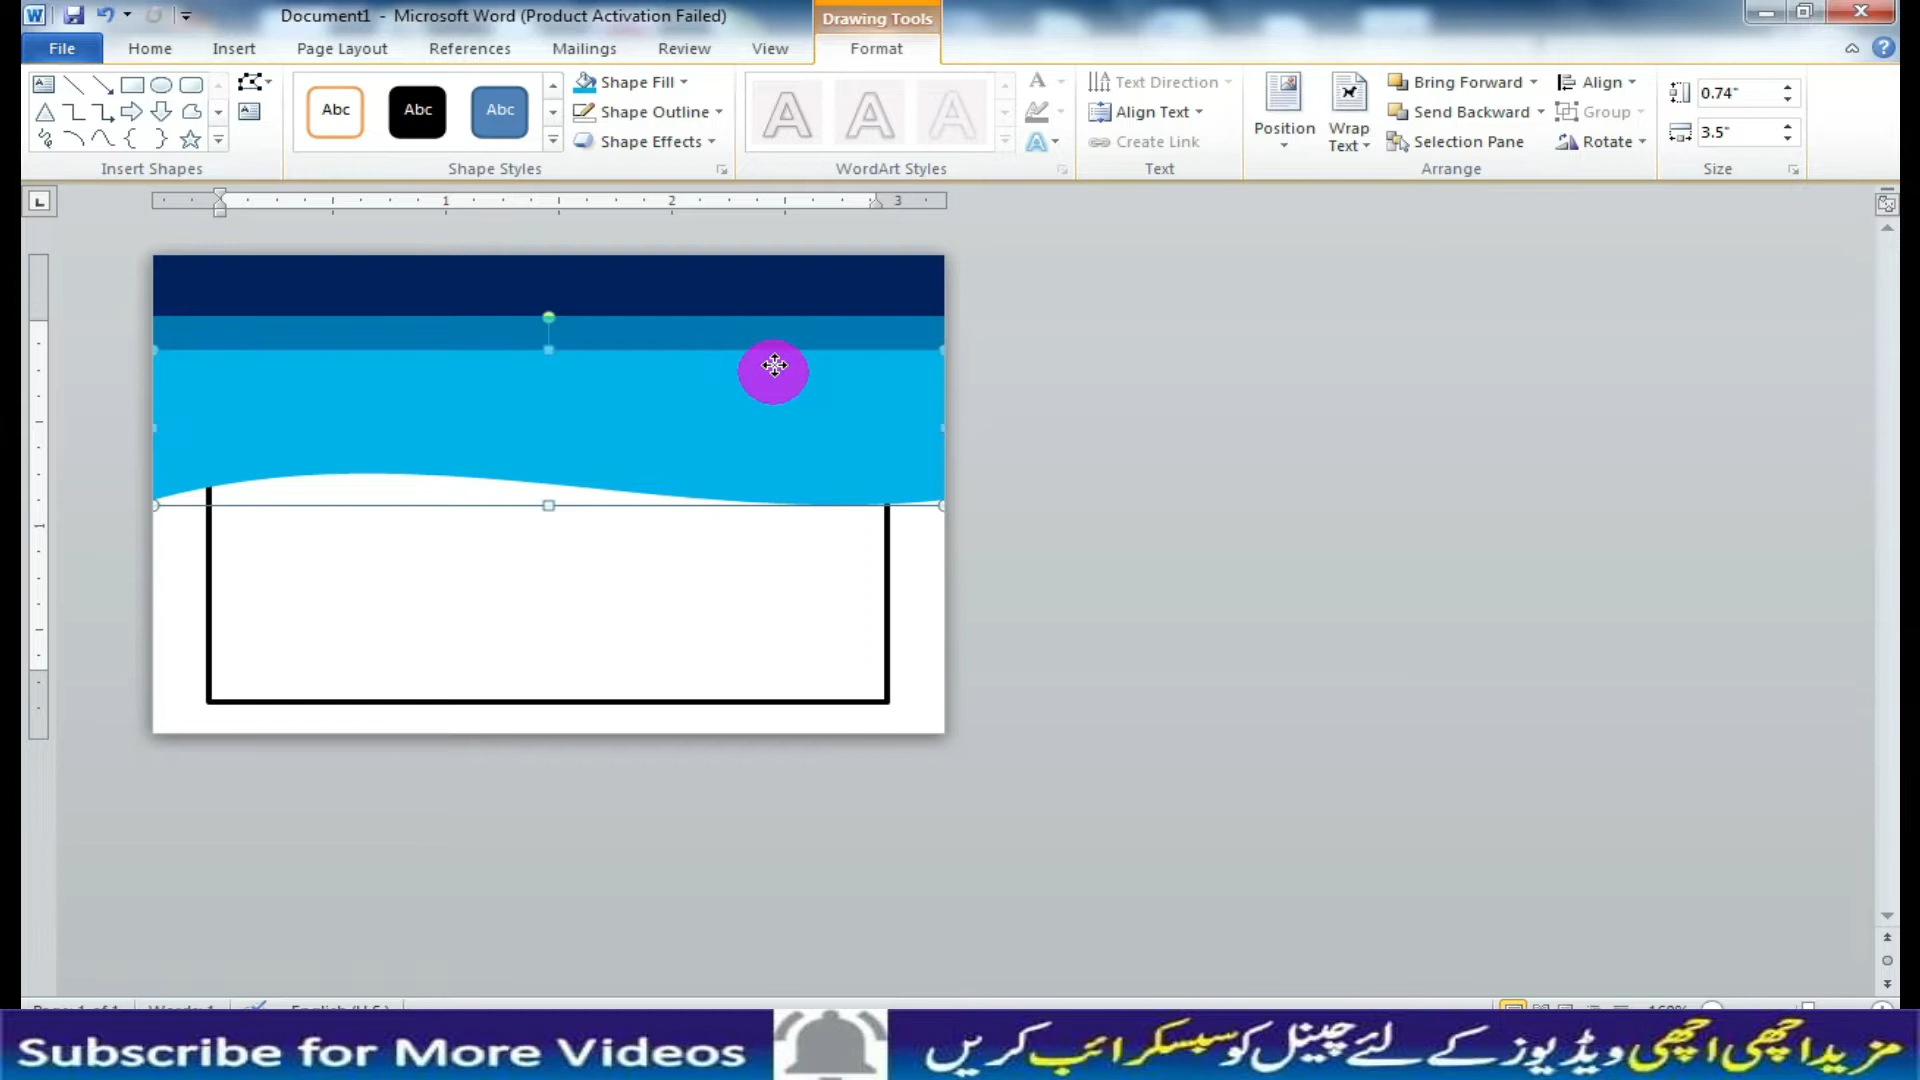 Document1 - Microsoft Word (Product Activation Failed)
Drawing Tools
File Home Insert Page Layout References Mailings Review View Format
Abc Abc Abc
Shape Fill
Shape Outline
Shape Effects
Text Direction
Align Text
Create Link
Position
Wrap Text
Bring Forward
Send Backward
Selection Pane
Align
Group
Rotate
0.74"
3.5"
Insert Shapes Shape Styles WordArt Styles Text Arrange Size
1 2 3
1
Subscribe for More Videos
مزید اچھی اچھی ویڈیوز کے لئے چینل کو سبسکرائب کریں